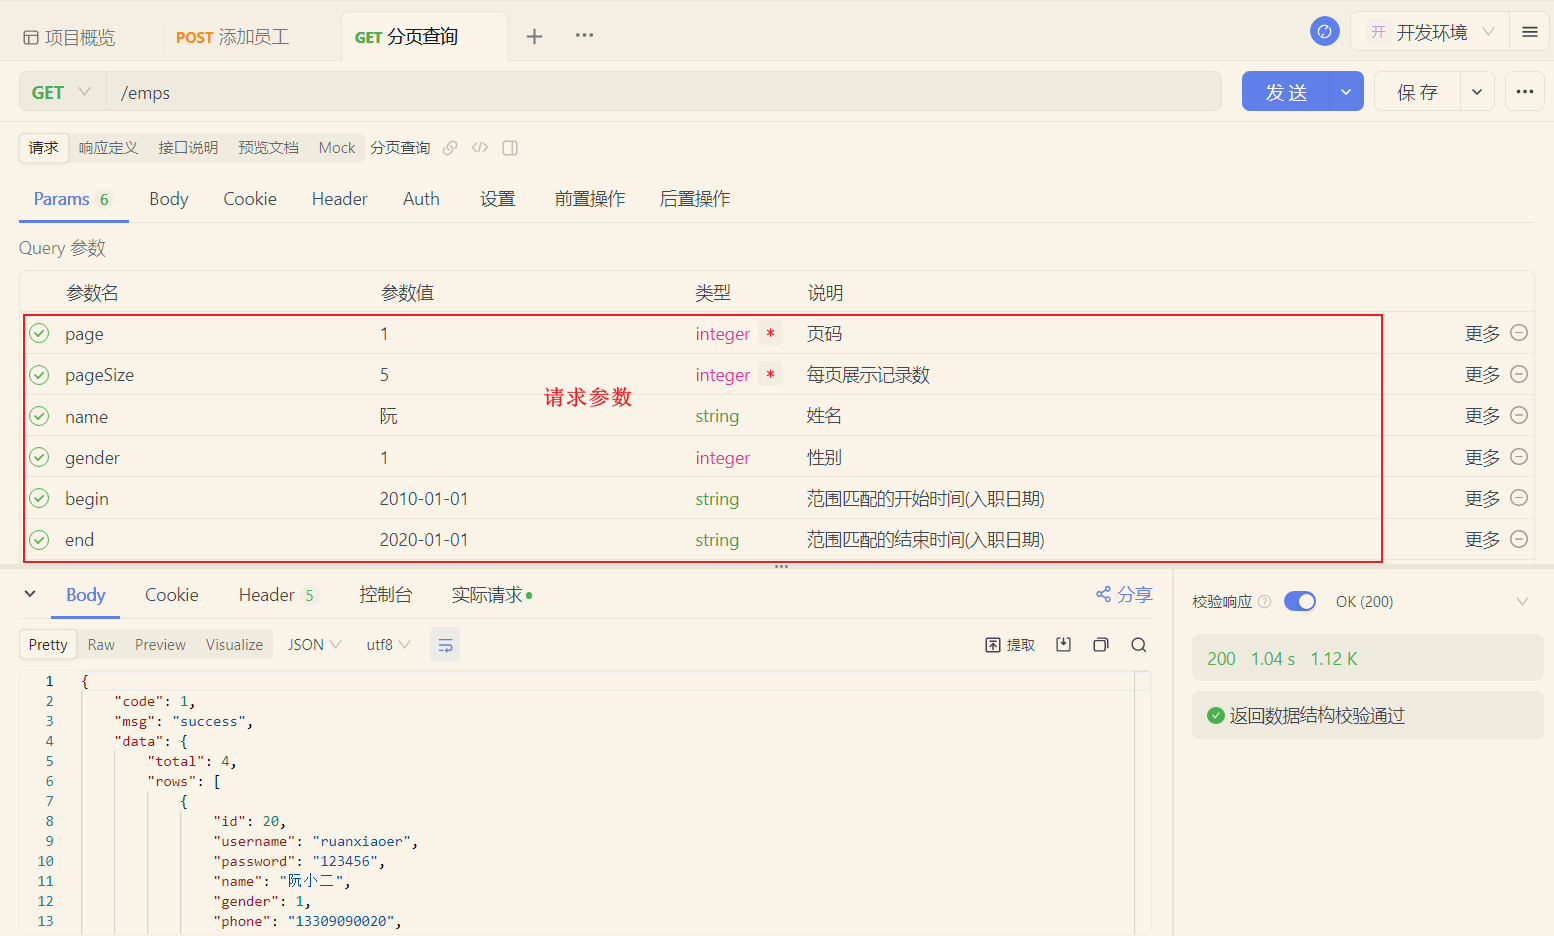 项目概览 POST 添加员工 GET 分页查询 开 开发环境
GET /emps 发 送 保 存
请求 响应定义 接口说明 预览文档 Mock 分页查询
Params 6 Body Cookie Header Auth 设置 前置操作 后置操作
Query 参数
参数名 参数值 类型 说明
page 1 integer * 页码 更多
pageSize 5 integer * 每页展示记录数 更多
请求参数
name 阮 string 姓名 更多
gender 1 integer 性别 更多
begin 2010-01-01 string 范围匹配的开始时间(入职日期) 更多
end 2020-01-01 string 范围匹配的结束时间(入职日期) 更多
Body Cookie Header 5 控制台 实际请求 分享
校验响应 OK (200)
Pretty Raw Preview Visualize JSON utf8 提取
200 1.04 s 1.12 K
返回数据结构校验通过
1 {
2 "code": 1,
3 "msg": "success",
4 "data": {
5 "total": 4,
6 "rows": [
7 {
8 "id": 20,
9 "username": "ruanxiaoer",
10 "password": "123456",
11 "name": "阮小二",
12 "gender": 1,
13 "phone": "13309090020",